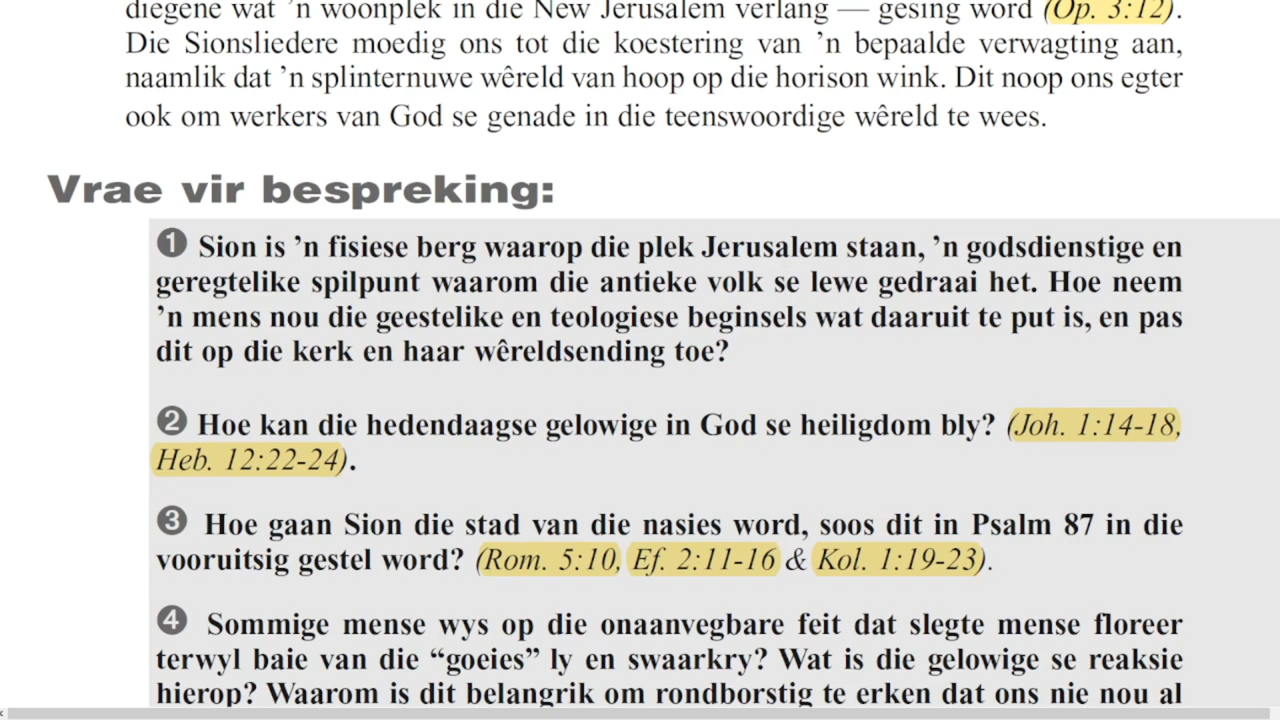 diegene wat ’n woonplek in die New Jerusalem verlang — gesing word (Op. 3:12).
Die Sionsliedere moedig ons tot die koestering van ’n bepaalde verwagting aan,
naamlik dat ’n splinternuwe wêreld van hoop op die horison wink. Dit noop ons egter
ook om werkers van God se genade in die teenswoordige wêreld te wees.
Vrae vir bespreking:
❶ Sion is ’n fisiese berg waarop die plek Jerusalem staan, ’n godsdienstige en
geregtelike spilpunt waarom die antieke volk se lewe gedraai het. Hoe neem
’n mens nou die geestelike en teologiese beginsels wat daaruit te put is, en pas
dit op die kerk en haar wêreldsending toe?
❷ Hoe kan die hedendaagse gelowige in God se heiligdom bly? (Joh. 1:14-18,
Heb. 12:22-24).
❸ Hoe gaan Sion die stad van die nasies word, soos dit in Psalm 87 in die
vooruitsig gestel word? (Rom. 5:10, Ef. 2:11-16 & Kol. 1:19-23).
❹ Sommige mense wys op die onaanvegbare feit dat slegte mense floreer
terwyl baie van die “goeies” ly en swaarkry? Wat is die gelowige se reaksie
hierop? Waarom is dit belangrik om rondborstig te erken dat ons nie nou al